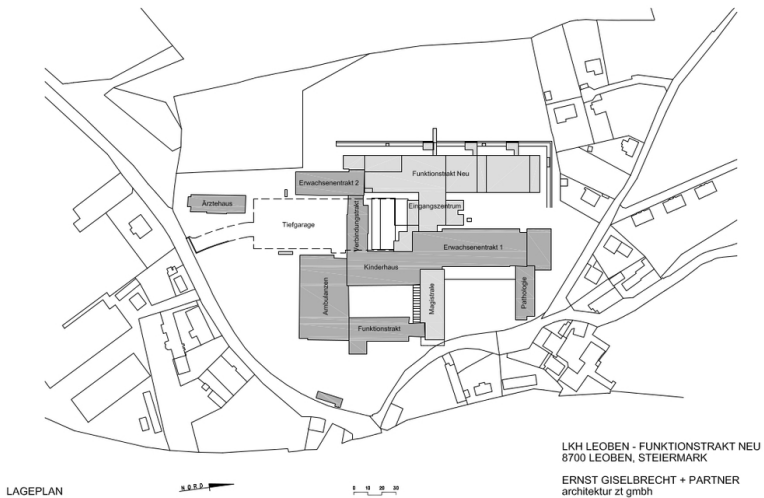 Funktionstrakt Neu
Erwachsenentrakt 2
Ärztehaus
Eingangszentrum
Verbindungstrakt
Tiefgarage
Erwachsenentrakt 1
Kinderhaus
Ambulanzen
Magistrale
Pathologie
Funktionstrakt
LKH LEOBEN - FUNKTIONSTRAKT NEU
8700 LEOBEN, STEIERMARK
ERNST GISELBRECHT + PARTNER
architektur zt gmbh
LAGEPLAN
NORD
0 10 20 30